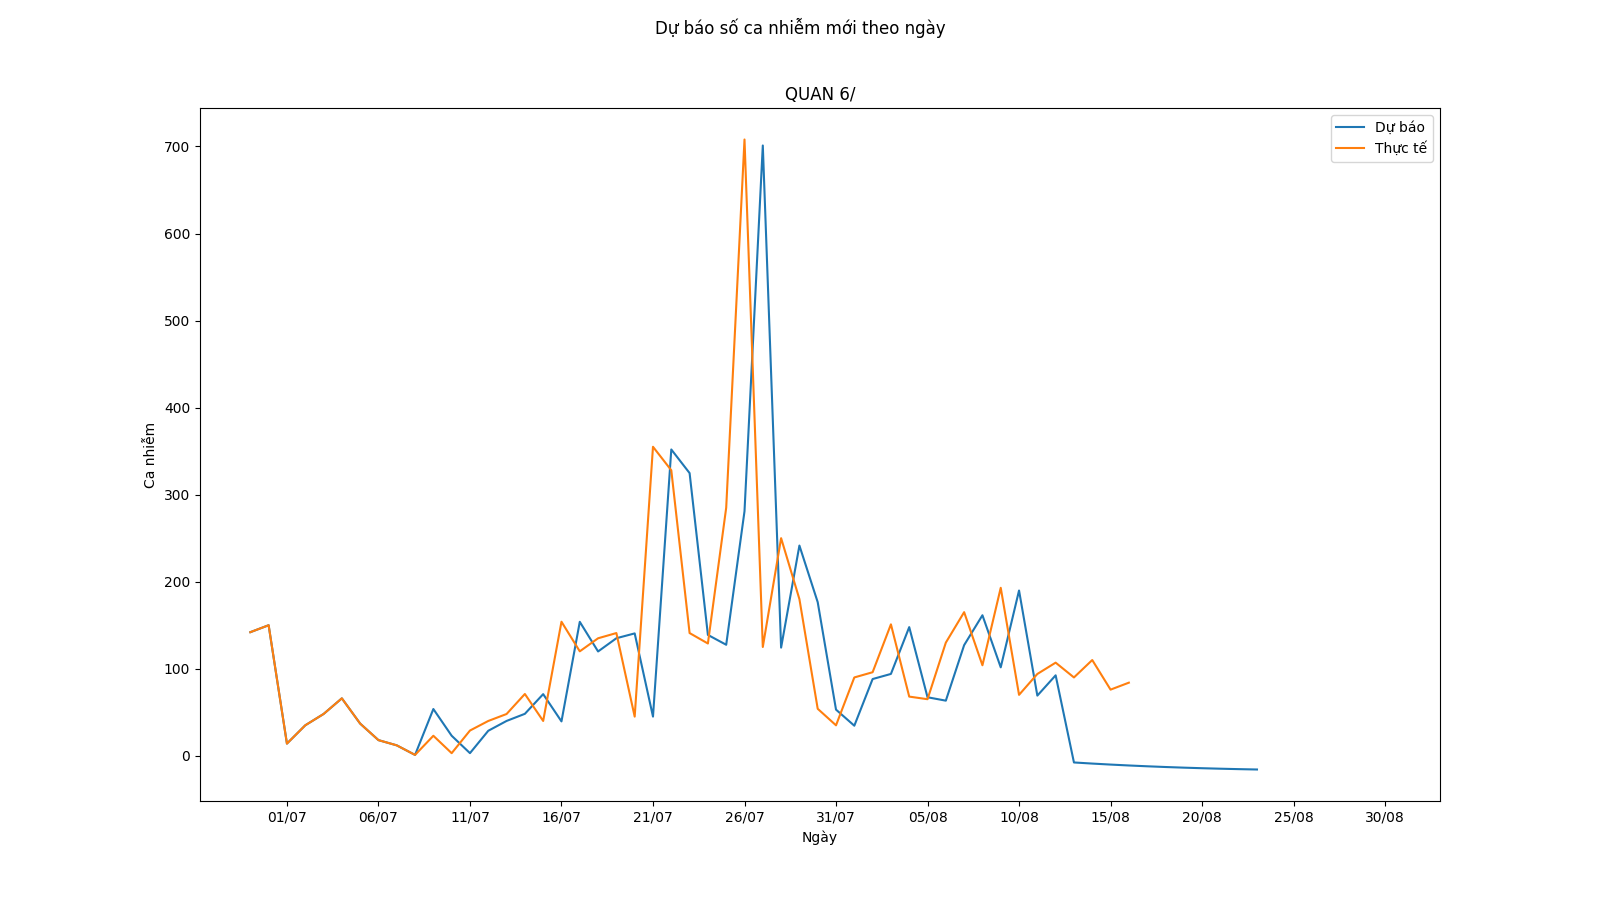 Dự báo số ca nhiễm mới theo ngày
QUAN 6/
Dự báo
Thực tế
700
600
500
400
300
200
100
0
Ca nhiễm
01/07 06/07 11/07 16/07 21/07 26/07 31/07 05/08 10/08 15/08 20/08 25/08 30/08
Ngày